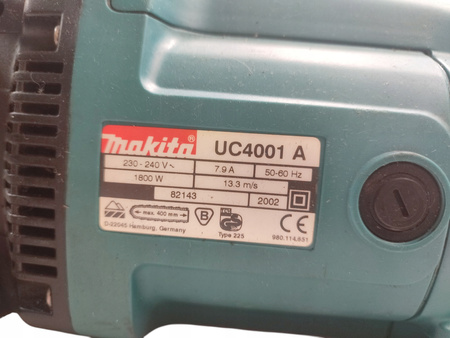 makita UC4001 A
230 - 240 V~ 7.9 A 50-60 Hz
1800 W 13.3 m/s
82143 2002
max. 400 mm B
D-22045 Hamburg, Germany Type 225 980.114.651
CE